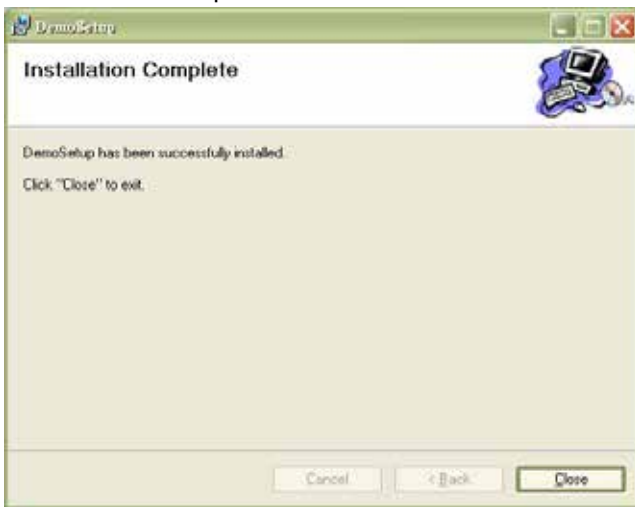 DemoSetup
Installation Complete
DemoSetup has been successfully installed.
Click "Close" to exit.
Cancel
< Back
Close